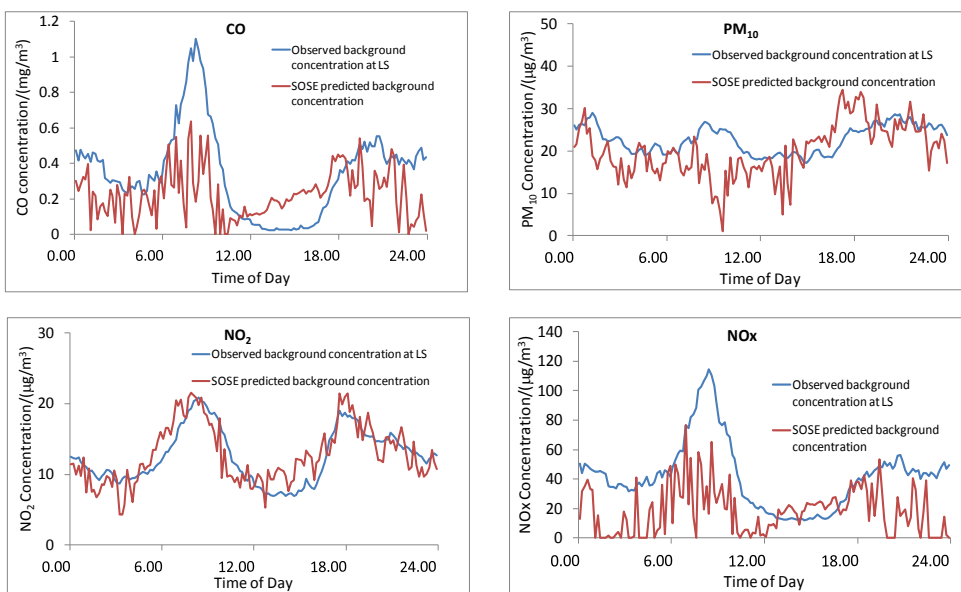 CO
CO Concentration/(mg/m³)
1.2
1
0.8
0.6
0.4
0.2
0
Observed background
concentration at LS
SOSE predicted background
concentration
0.00 6.00 12.00 18.00 24.00
Time of Day
PM₁₀
PM₁₀ Concentration /(μg/m³)
50
40
30
20
10
0
Observed background concentration at LS
SOSE predicted background concentration
0.00 6.00 12.00 18.00 24.00
Time of Day
NO₂
NO₂ Concentration/(μg/m³)
30
20
10
0
Observed background concentration at LS
SOSE predicted background concentration
0.00 6.00 12.00 18.00 24.00
Time of Day
NOx
NOx Concentration/(μg/m³)
140
120
100
80
60
40
20
0
Observed background
concentration at LS
SOSE predicted background
concentration
0.00 6.00 12.00 18.00 24.00
Time of Day